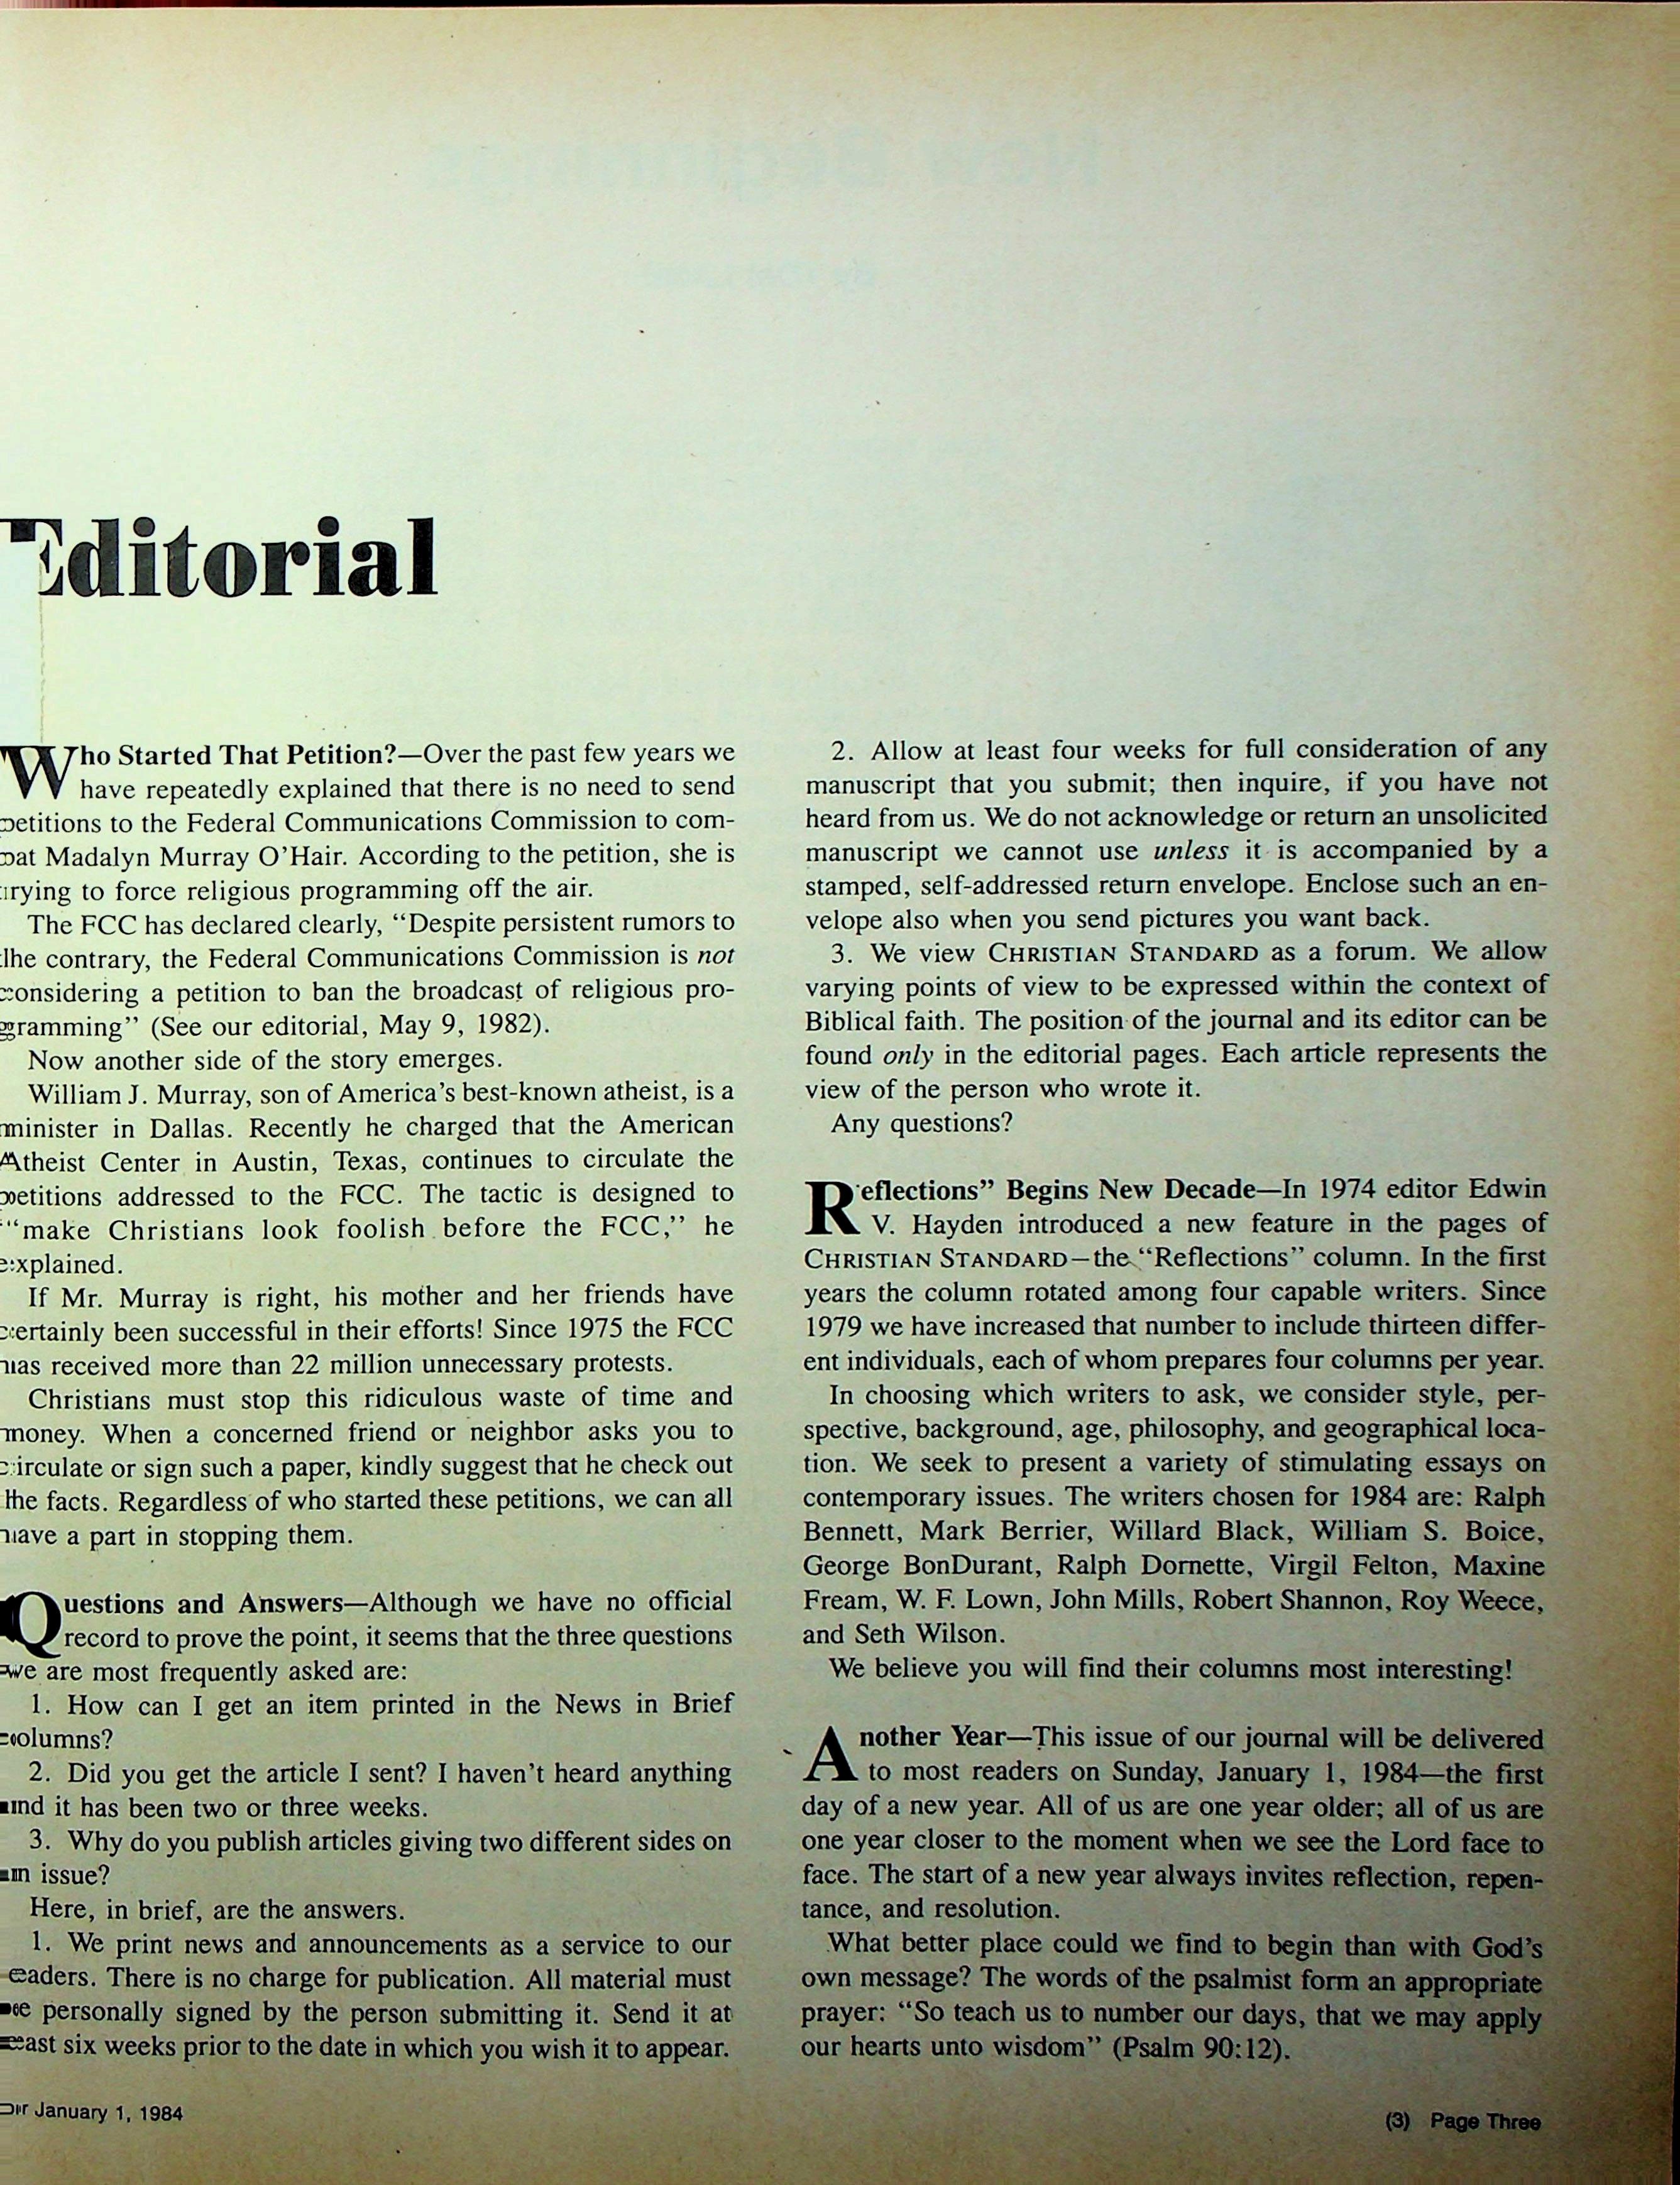 Editorial
Who Started That Petition?—Over the past few years we
have repeatedly explained that there is no need to send
petitions to the Federal Communications Commission to com-
bat Madalyn Murray O’Hair. According to the petition, she is
trying to force religious programming off the air.
The FCC has declared clearly, “Despite persistent rumors to
the contrary, the Federal Communications Commission is not
considering a petition to ban the broadcast of religious pro-
gramming” (See our editorial, May 9, 1982).
Now another side of the story emerges.
William J. Murray, son of America’s best-known atheist, is a
minister in Dallas. Recently he charged that the American
Atheist Center in Austin, Texas, continues to circulate the
petitions addressed to the FCC. The tactic is designed to
“make Christians look foolish before the FCC,” he
explained.
If Mr. Murray is right, his mother and her friends have
certainly been successful in their efforts! Since 1975 the FCC
has received more than 22 million unnecessary protests.
Christians must stop this ridiculous waste of time and
money. When a concerned friend or neighbor asks you to
circulate or sign such a paper, kindly suggest that he check out
the facts. Regardless of who started these petitions, we can all
have a part in stopping them.
Questions and Answers—Although we have no official
record to prove the point, it seems that the three questions
we are most frequently asked are:
1. How can I get an item printed in the News in Brief
columns?
2. Did you get the article I sent? I haven’t heard anything
and it has been two or three weeks.
3. Why do you publish articles giving two different sides on
an issue?
Here, in brief, are the answers.
1. We print news and announcements as a service to our
readers. There is no charge for publication. All material must
be personally signed by the person submitting it. Send it at
least six weeks prior to the date in which you wish it to appear.
2. Allow at least four weeks for full consideration of any
manuscript that you submit; then inquire, if you have not
heard from us. We do not acknowledge or return an unsolicited
manuscript we cannot use unless it is accompanied by a
stamped, self-addressed return envelope. Enclose such an en-
velope also when you send pictures you want back.
3. We view CHRISTIAN STANDARD as a forum. We allow
varying points of view to be expressed within the context of
Biblical faith. The position of the journal and its editor can be
found only in the editorial pages. Each article represents the
view of the person who wrote it.
Any questions?
Reflections” Begins New Decade—In 1974 editor Edwin
V. Hayden introduced a new feature in the pages of
CHRISTIAN STANDARD—the “Reflections” column. In the first
years the column rotated among four capable writers. Since
1979 we have increased that number to include thirteen differ-
ent individuals, each of whom prepares four columns per year.
In choosing which writers to ask, we consider style, per-
spective, background, age, philosophy, and geographical loca-
tion. We seek to present a variety of stimulating essays on
contemporary issues. The writers chosen for 1984 are: Ralph
Bennett, Mark Berrier, Willard Black, William S. Boice,
George BonDurant, Ralph Dornette, Virgil Felton, Maxine
Fream, W. F. Lown, John Mills, Robert Shannon, Roy Weece,
and Seth Wilson.
We believe you will find their columns most interesting!
Another Year—This issue of our journal will be delivered
to most readers on Sunday, January 1, 1984—the first
day of a new year. All of us are one year older; all of us are
one year closer to the moment when we see the Lord face to
face. The start of a new year always invites reflection, repen-
tance, and resolution.
What better place could we find to begin than with God’s
own message? The words of the psalmist form an appropriate
prayer: “So teach us to number our days, that we may apply
our hearts unto wisdom” (Psalm 90:12).
January 1, 1984
(3) Page Three